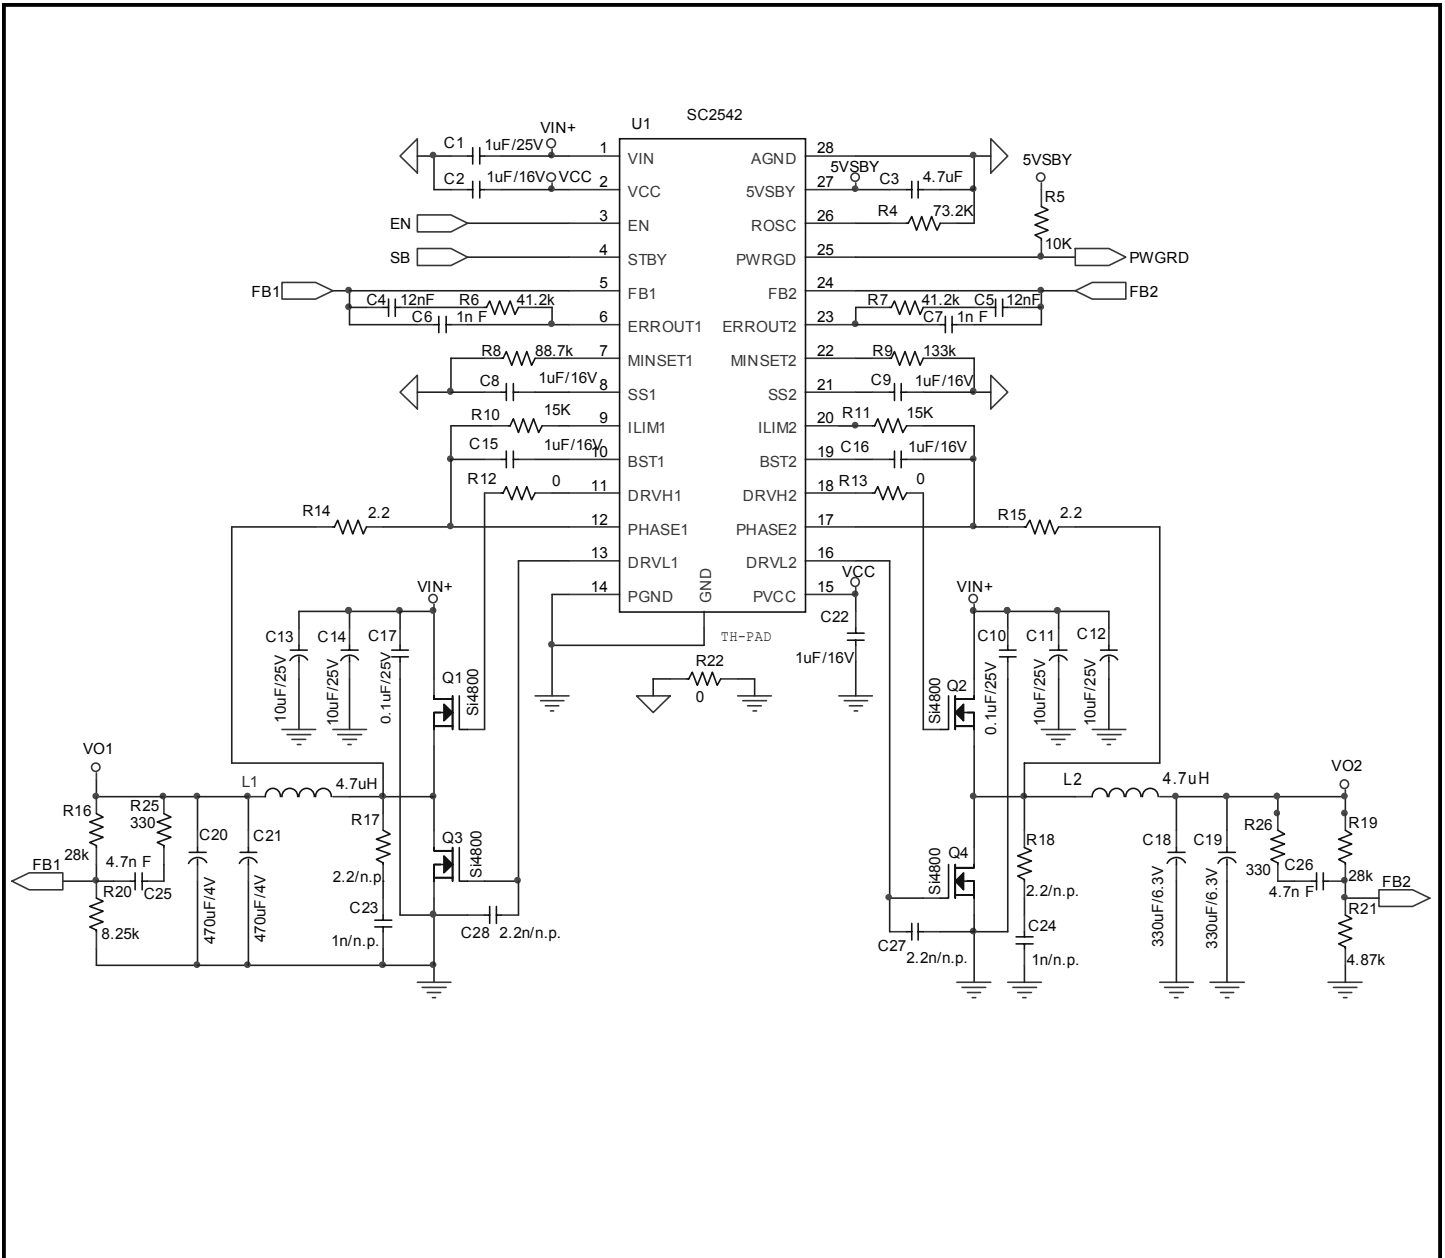 SC2542
U1
VIN+
C1 1uF/25V
1 VIN
AGND 28
C2 1uF/16V VCC
2 VCC
5VSBY 27
5VSBY
C3 4.7uF
5VSBY
R5
10K
EN
3 EN
ROSC 26
R4 73.2K
SB
4 STBY
PWRGD 25
PWGRD
FB1
5 FB1
FB2 24
FB2
C4 12nF R6 41.2k
R7 41.2k C5 12nF
C6 1n F
6 ERROUT1
ERROUT2 23
C7 1n F
R8 88.7k
7 MINSET1
MINSET2 22
R9 133k
C8 1uF/16V
8 SS1
SS2 21
C9 1uF/16V
R10 15K
9 ILIM1
ILIM2 20
R11 15K
C15 1uF/16V
10 BST1
BST2 19
C16 1uF/16V
R12 0
11 DRVH1
DRVH2 18
R13 0
R14 2.2
12 PHASE1
PHASE2 17
R15 2.2
13 DRVL1
DRVL2 16
14 PGND
GND
PVCC 15
VCC
TH-PAD
C22
1uF/16V
R22
0
VIN+
C13
10uF/25V
C14
10uF/25V
C17
0.1uF/25V
Q1
Si4800
VIN+
C10
0.1uF/25V
C11
10uF/25V
C12
10uF/25V
Q2
Si4800
VO1
L1 4.7uH
R16
28k
R25
330
C20
470uF/4V
C21
470uF/4V
R17
2.2/n.p.
C23
1n/n.p.
Q3
Si4800
FB1
4.7n F
C25
R20
8.25k
C28 2.2n/n.p.
Q4
Si4800
C27
2.2n/n.p.
R18
2.2/n.p.
C24
1n/n.p.
L2 4.7uH
C18
330uF/6.3V
C19
330uF/6.3V
R26
330
C26
4.7n F
VO2
R19
28k
FB2
R21
4.87k